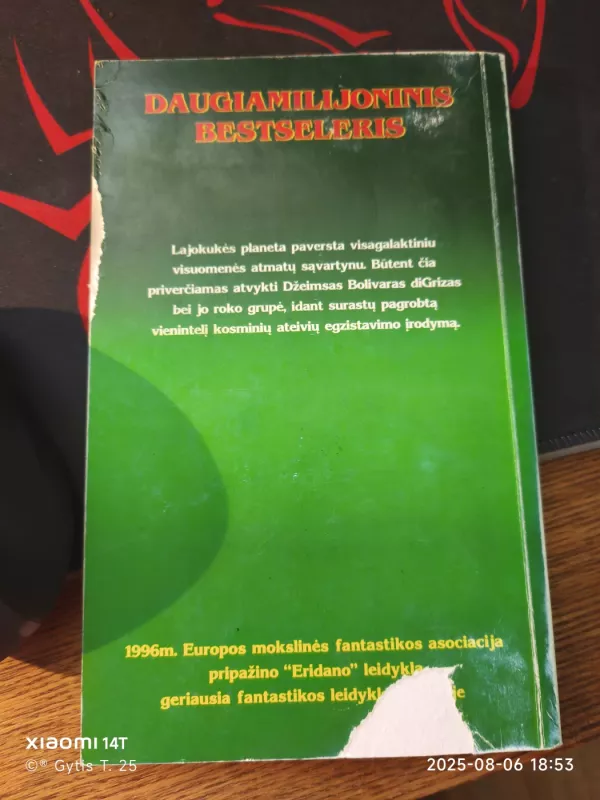 DAUGIAMILIJONINIS
BESTSELERIS
Lajokukės planeta paversta visagalaktiniu
visuomenės atmatų sąvartynu. Būtent čia
priverčiamas atvykti Džeimsas Bolivaras diGrizas
bei jo roko grupė, idant surastų pagrobtą
vienintelį kosminių ateivių egzistavimo įrodymą.
1996m. Europos mokslinės fantastikos asociacija
pripažino "Eridano" leidyklą
geriausia fantastikos
xiaomi 14T
©® Gytis T. 25
2025-08-06 18:53